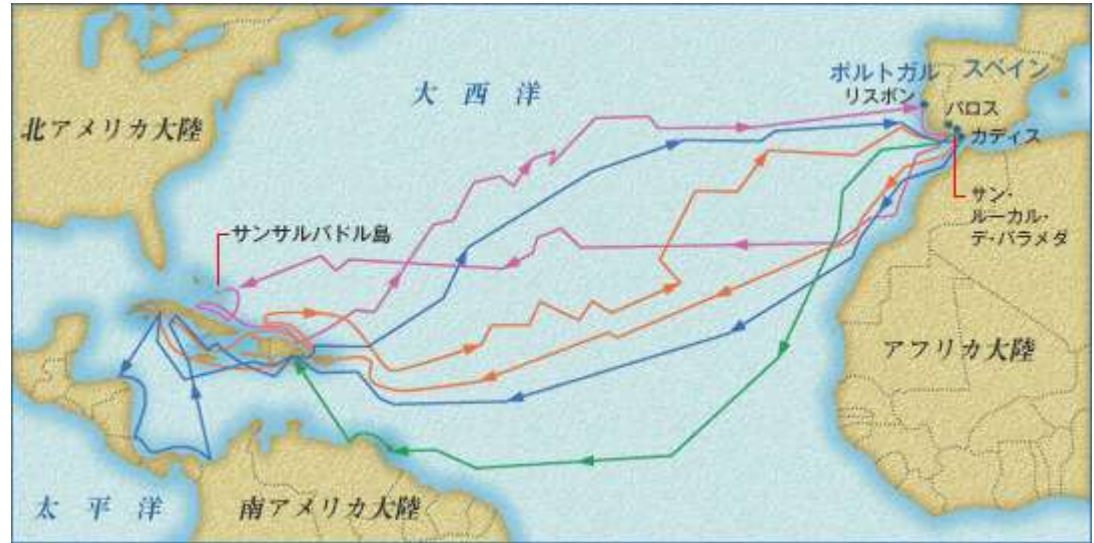 ポルトガル
スペイン
リスボン
パロス
カディス
大西洋
北アメリカ大陸
サン・
ルーカル・
デ・バラメダ
サンサルバドル島
アフリカ大陸
太平洋
南アメリカ大陸